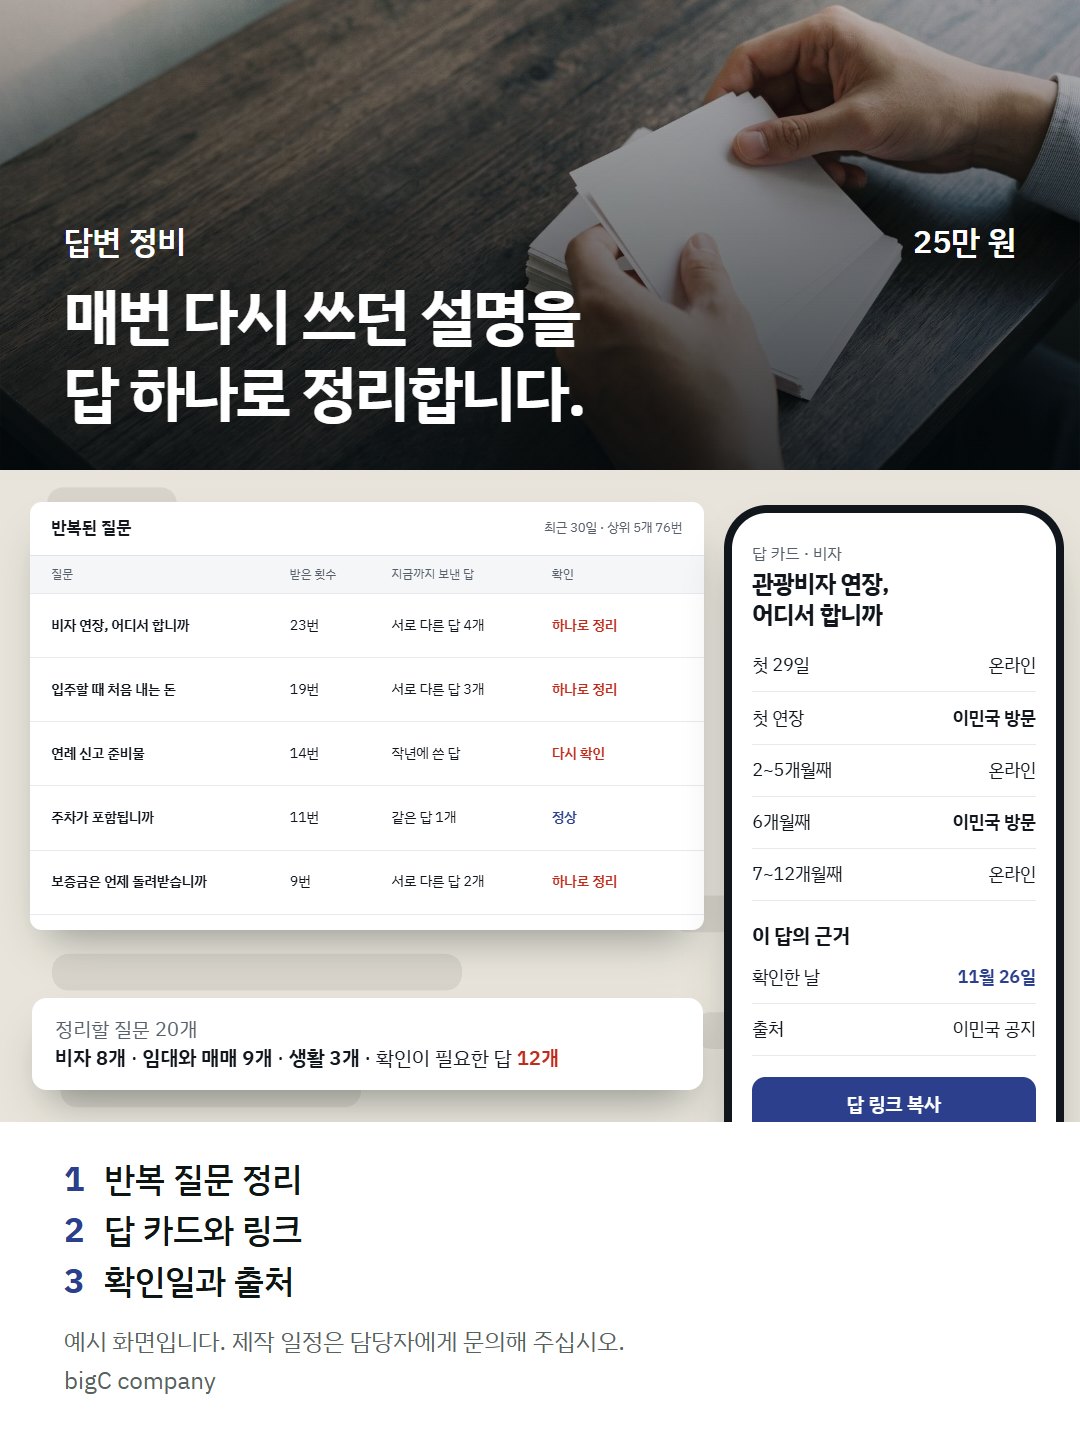 답변 정비
25만 원
매번 다시 쓰던 설명을
답 하나로 정리합니다.
반복된 질문
최근 30일 · 상위 5개 76번
질문 받은 횟수 지금까지 보낸 답 확인
비자 연장, 어디서 합니까 23번 서로 다른 답 4개 하나로 정리
입주할 때 처음 내는 돈 19번 서로 다른 답 3개 하나로 정리
연례 신고 준비물 14번 작년에 쓴 답 다시 확인
주차가 포함됩니까 11번 같은 답 1개 정상
보증금은 언제 돌려받습니까 9번 서로 다른 답 2개 하나로 정리
정리할 질문 20개
비자 8개 · 임대와 매매 9개 · 생활 3개 · 확인이 필요한 답 12개
답 카드 · 비자
관광비자 연장,
어디서 합니까
첫 29일 온라인
첫 연장 이민국 방문
2~5개월째 온라인
6개월째 이민국 방문
7~12개월째 온라인
이 답의 근거
확인한 날 11월 26일
출처 이민국 공지
답 링크 복사
1 반복 질문 정리
2 답 카드와 링크
3 확인일과 출처
예시 화면입니다. 제작 일정은 담당자에게 문의해 주십시오.
bigC company